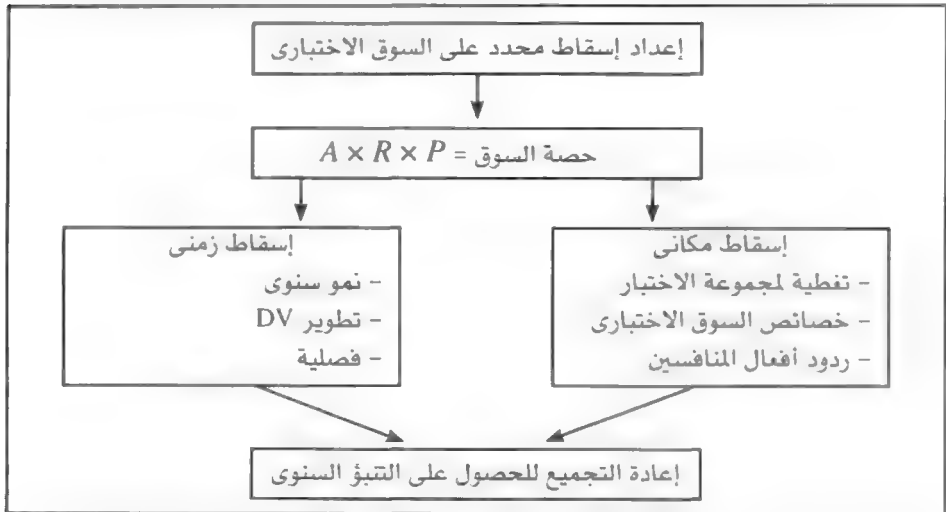 إعداد إسقاط محدد على السوق الاختبارى
حصة السوق = A × R × P
إسقاط مكانى
- تغطية لمجموعة الاختبار
- خصائص السوق الاختبارى
- ردود أفعال المنافسين
إسقاط زمنى
- نمو سنوى
- تطوير DV
- فصلية
إعادة التجميع للحصول على التنبؤ السنوى